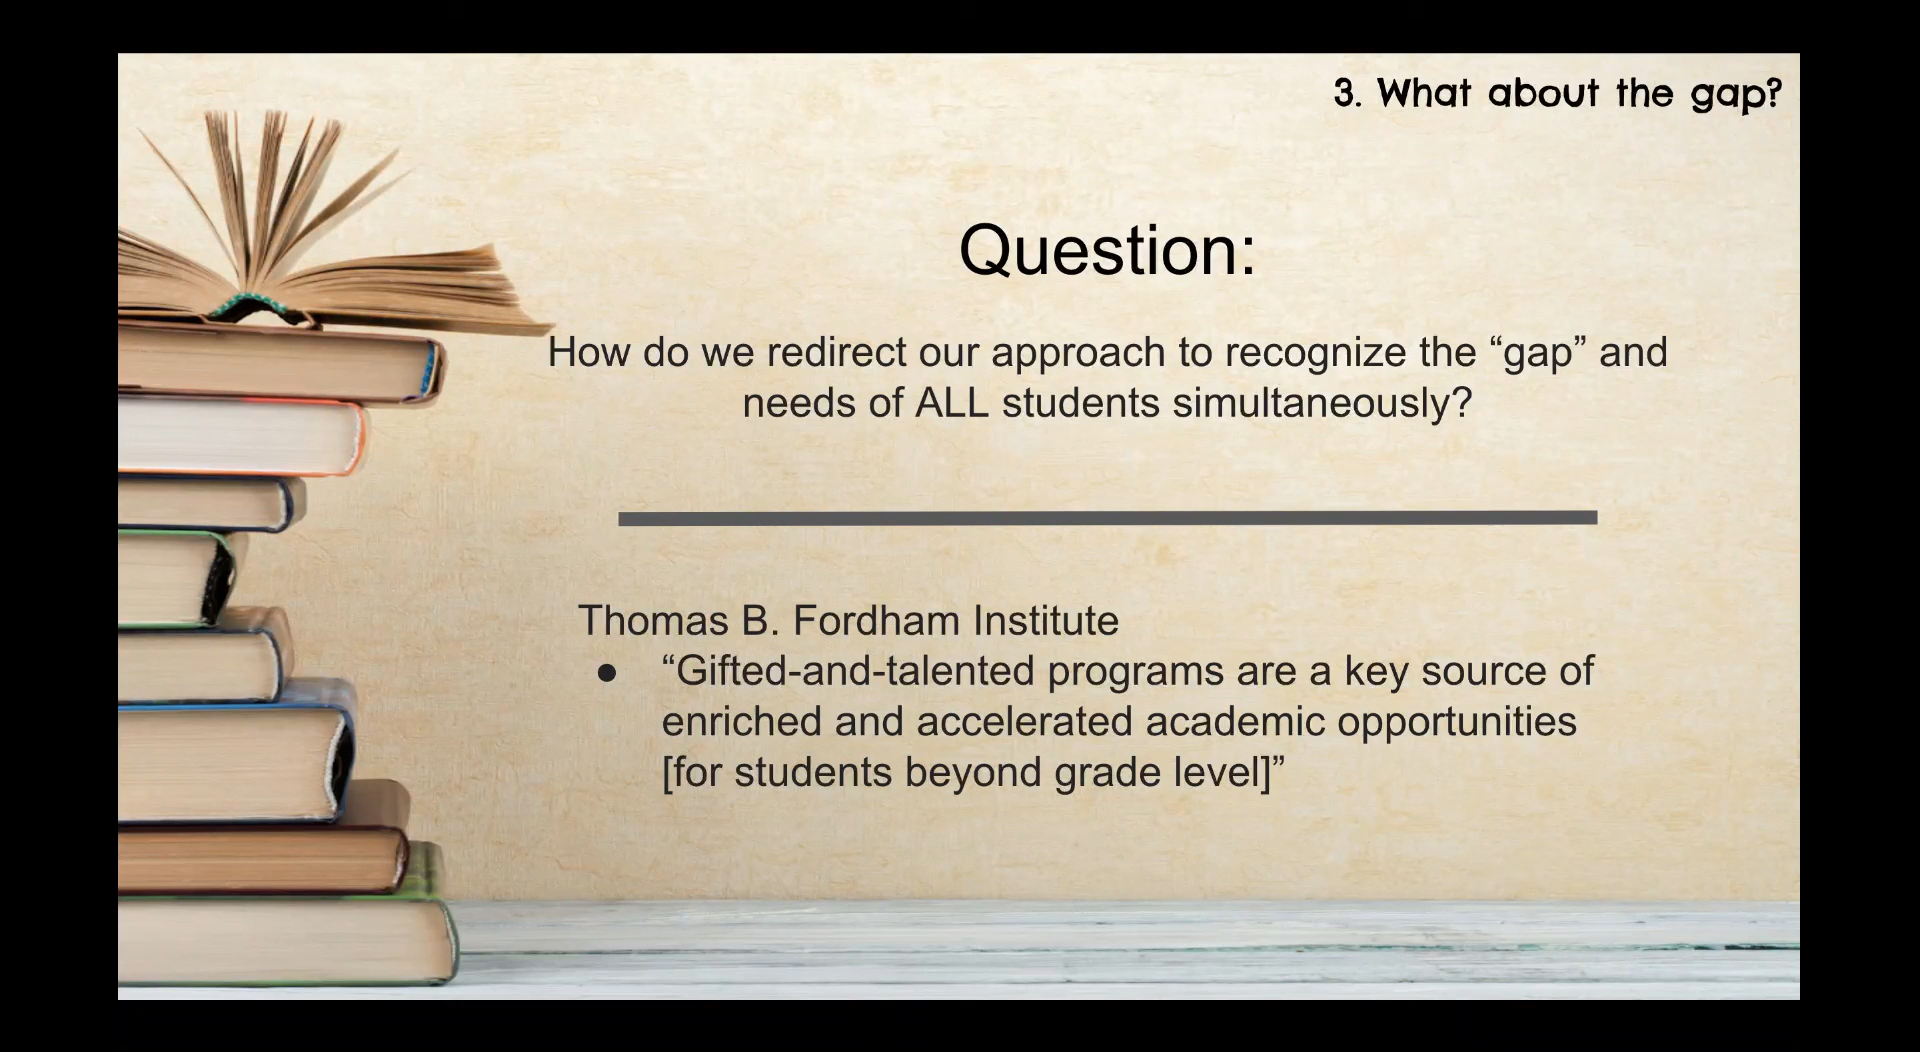 3. What about the gap?
Question:
How do we redirect our approach to recognize the “gap” and
needs of ALL students simultaneously?
Thomas B. Fordham Institute
● “Gifted-and-talented programs are a key source of
enriched and accelerated academic opportunities
[for students beyond grade level]”